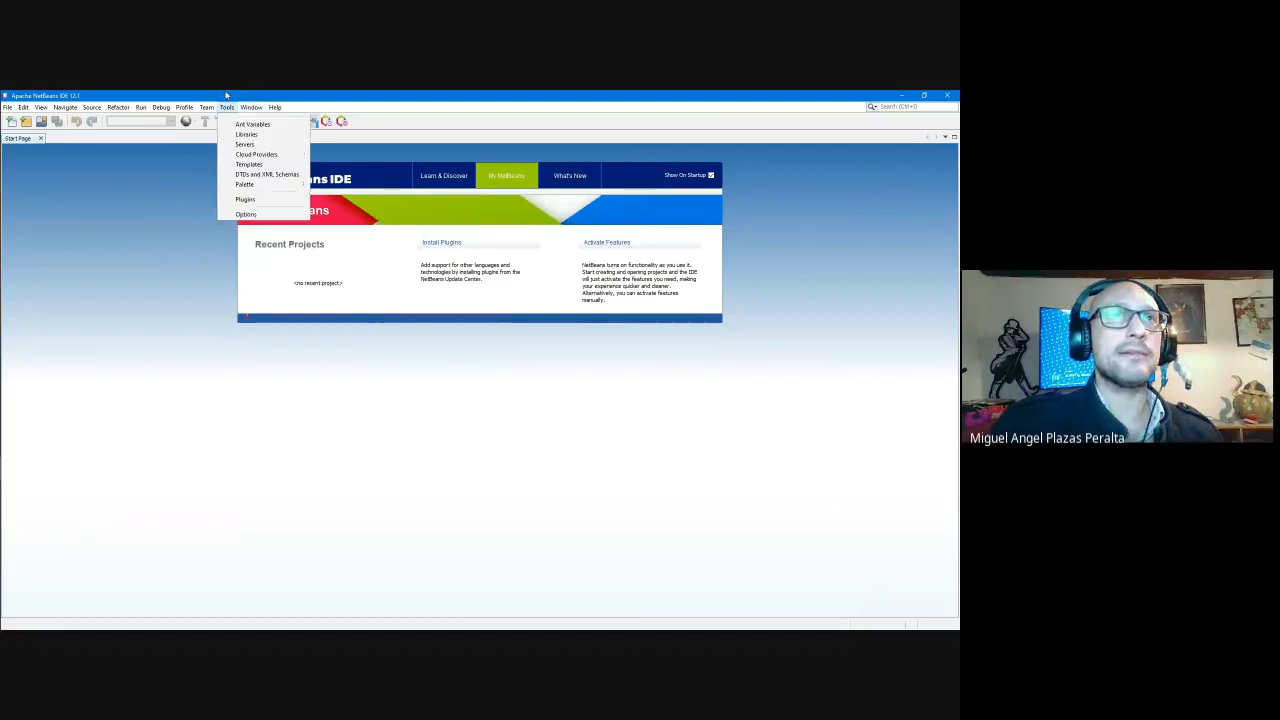 Apache NetBeans IDE 12.1
File Edit View Navigate Source Refactor Run Debug Profile Team Tools Window Help
Search (Ctrl+I)
Start Page
Ant Variables
Libraries
Servers
Cloud Providers
Templates
DTDs and XML Schemas
Palette
Plugins
Options
ns IDE
Learn & Discover
My NetBeans
What's New
Show On Startup
ans
Recent Projects
<no recent project>
Install Plugins
Add support for other languages and
technologies by installing plugins from the
NetBeans Update Center.
Activate Features
NetBeans turns on functionality as you use it.
Start creating and opening projects and the IDE
will just activate the features you need, making
your experience quicker and cleaner.
Alternatively, you can activate features
manually.
Miguel Angel Plazas Peralta